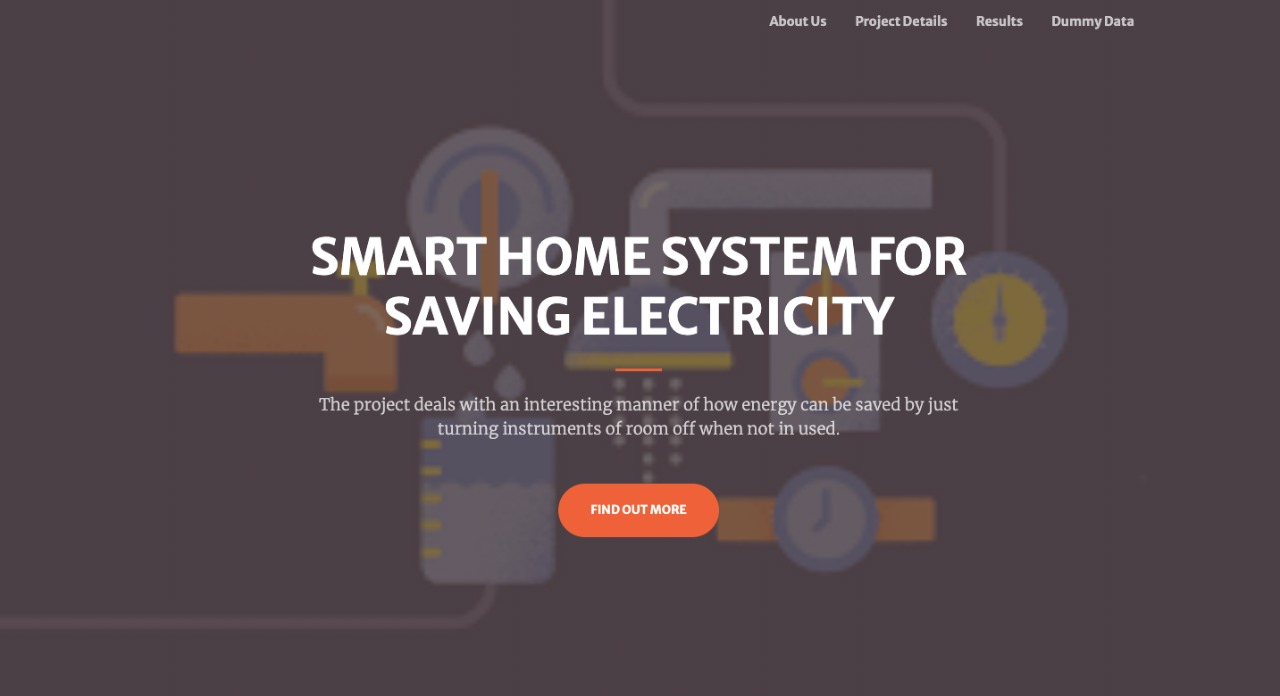 About Us Project Details Results Dummy Data
SMART HOME SYSTEM FOR
SAVING ELECTRICITY
The project deals with an interesting manner of how energy can be saved by just
turning instruments of room off when not in used.
FIND OUT MORE